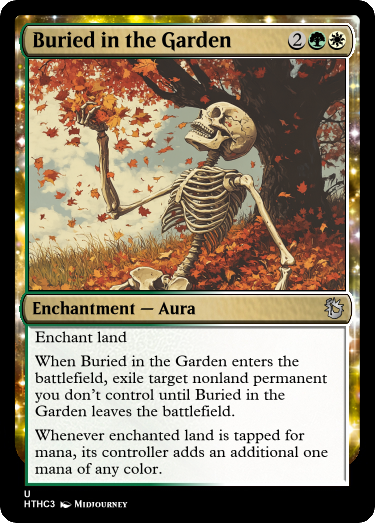 Buried in the Garden 2
Enchantment — Aura
Enchant land
When Buried in the Garden enters the
battlefield, exile target nonland permanent
you don't control until Buried in the
Garden leaves the battlefield.
Whenever enchanted land is tapped for
mana, its controller adds an additional one
mana of any color.
U
HTHC3 Midjourney